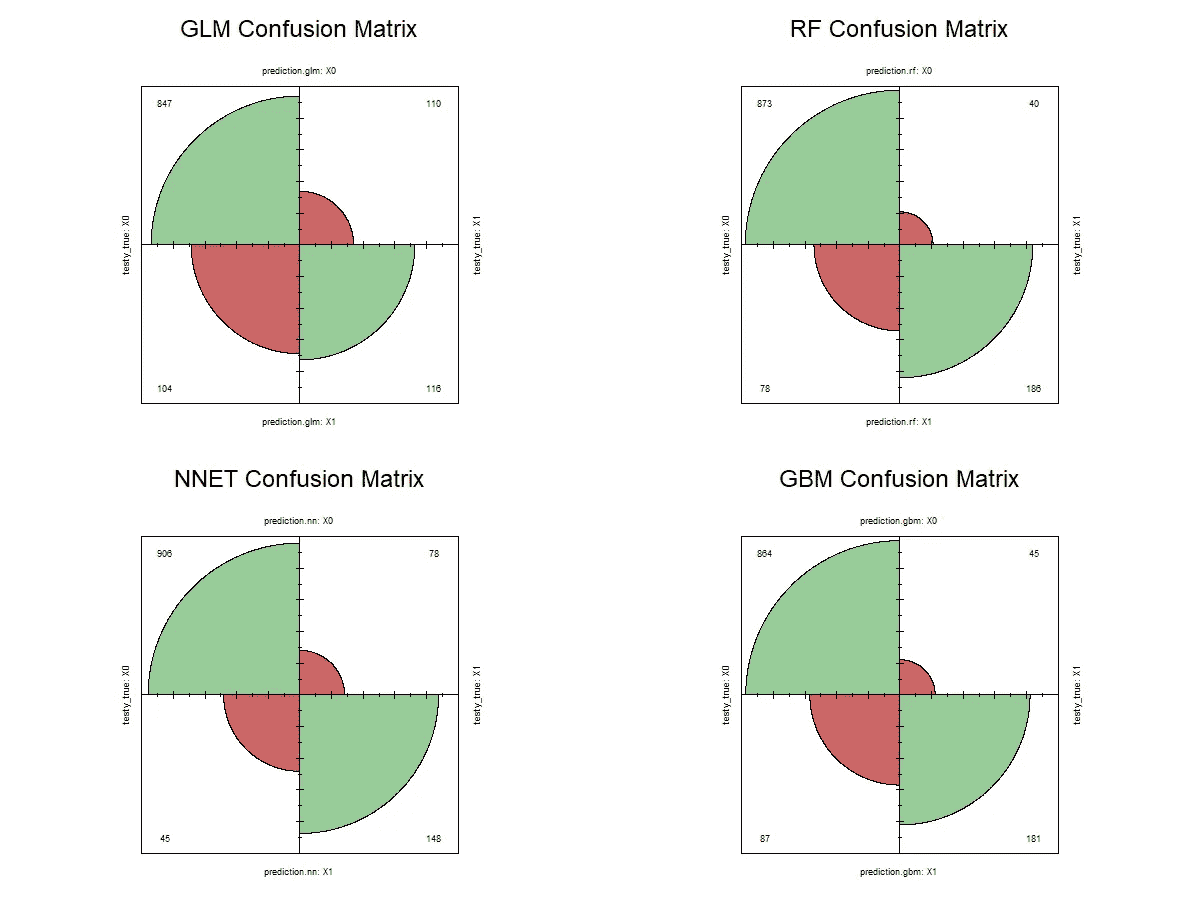 GLM Confusion Matrix
prediction.glm: X0
847 110
testy_true: X0
testy_true: X1
104 116
prediction.glm: X1
RF Confusion Matrix
prediction.rf: X0
873 40
testy_true: X0
testy_true: X1
78 186
prediction.rf: X1
NNET Confusion Matrix
prediction.nn: X0
906 78
testy_true: X0
testy_true: X1
45 148
prediction.nn: X1
GBM Confusion Matrix
prediction.gbm: X0
864 45
testy_true: X0
testy_true: X1
87 181
prediction.gbm: X1